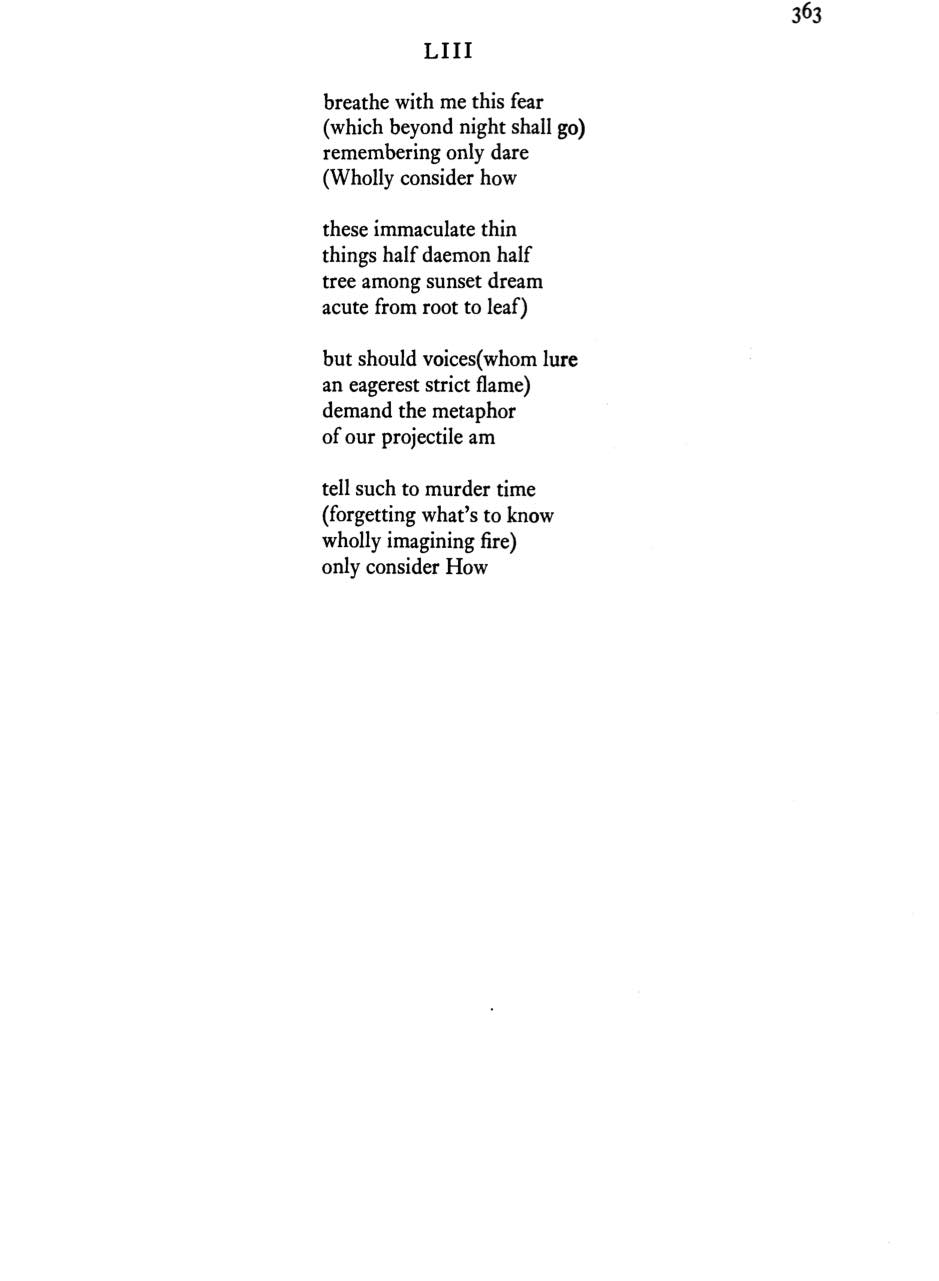 363
LIII
breathe with me this fear
(which beyond night shall go)
remembering only dare
(Wholly consider how
these immaculate thin
things half daemon half
tree among sunset dream
acute from root to leaf)
but should voices(whom lure
an eagerest strict flame)
demand the metaphor
of our projectile am
tell such to murder time
(forgetting what's to know
wholly imagining fire)
only consider How